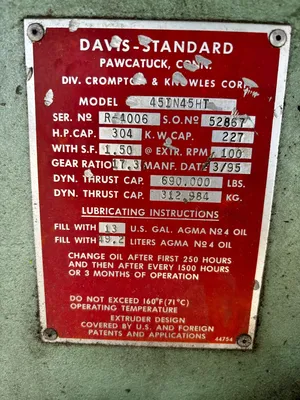 DAVIS-STANDARD
PAWCATUCK, CONN.
DIV. CROMPTON & KNOWLES CORP.
MODEL 45IN45HT
SER. Nº R-4006 S.O. Nº 52867
H.P. CAP. 304 K.W. CAP. 227
WITH S.F. 1.50 @ EXTR. RPM 100
GEAR RATIO 17.3 MANF. DATE 3/95
DYN. THRUST CAP. 690,000 LBS.
DYN. THRUST CAP. 312,984 KG.
LUBRICATING INSTRUCTIONS
FILL WITH 13 U.S. GAL. AGMA Nº4 OIL
FILL WITH 49.2 LITERS AGMA Nº4 OIL
CHANGE OIL AFTER FIRST 250 HOURS
AND THEN AFTER EVERY 1500 HOURS
OR 3 MONTHS OF OPERATION.
DO NOT EXCEED 160°F (71°C)
OPERATING TEMPERATURE
EXTRUDER DESIGN
COVERED BY U.S. AND FOREIGN
PATENTS AND APPLICATIONS
44754